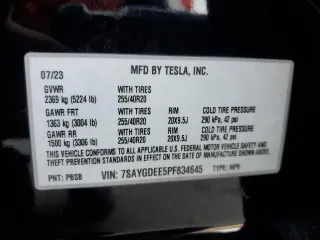 07/23 MFD BY TESLA, INC.
GVWR WITH TIRES
2369 kg (5224 lb) 255/40R20
GAWR FRT WITH TIRES RIM COLD TIRE PRESSURE
1363 kg (3004 lb) 255/40R20 20X9.5J 290 kPa, 42 psi
GAWR RR WITH TIRES RIM COLD TIRE PRESSURE
1500 kg (3306 lb) 255/40R20 20X9.5J 290 kPa, 42 psi
THIS VEHICLE CONFORMS TO ALL APPLICABLE FEDERAL MOTOR VEHICLE SAFETY AND
THEFT PREVENTION STANDARDS IN EFFECT ON THE DATE OF MANUFACTURE SHOWN ABOVE.
PNT: PBSB VIN: 7SAYGDEE5PF834645 TYPE: MPV